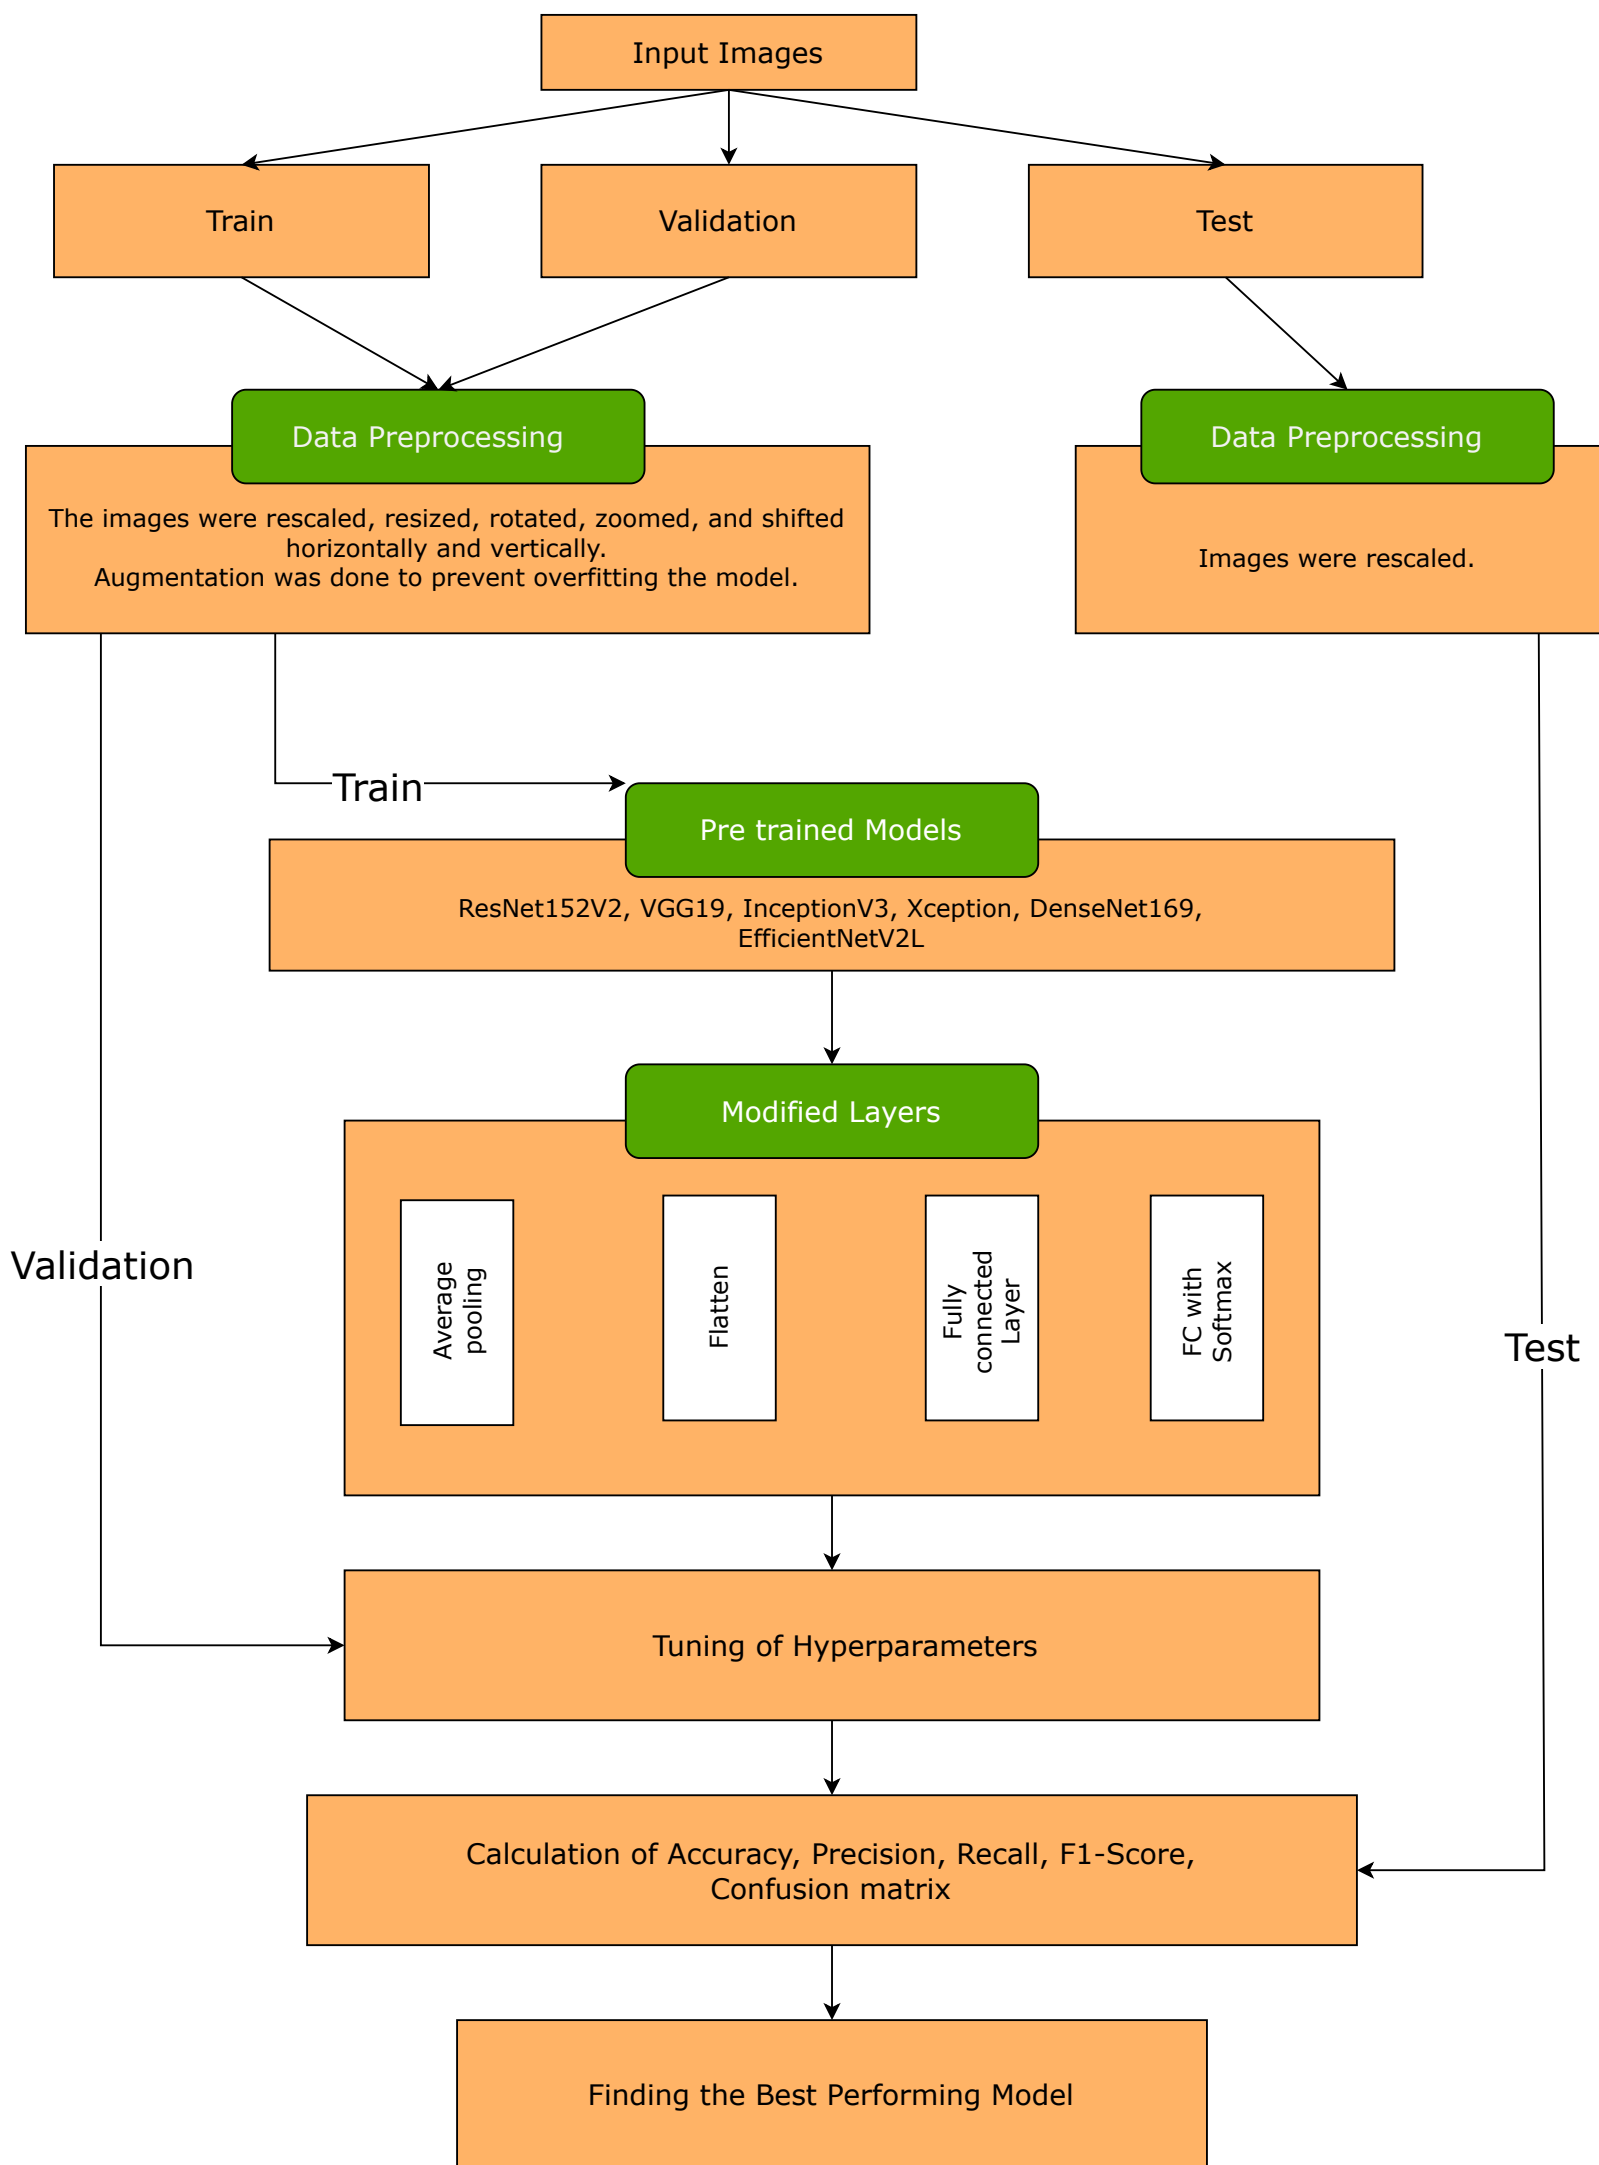 Input Images
Train
Validation
Test
Data Preprocessing
The images were rescaled, resized, rotated, zoomed, and shifted
horizontally and vertically.
Augmentation was done to prevent overfitting the model.
Data Preprocessing
Images were rescaled.
Train
Pre trained Models
ResNet152V2, VGG19, InceptionV3, Xception, DenseNet169,
EfficientNetV2L
Modified Layers
Average
pooling
Flatten
Fully
connected
Layer
FC with
Softmax
Validation
Test
Tuning of Hyperparameters
Calculation of Accuracy, Precision, Recall, F1-Score,
Confusion matrix
Finding the Best Performing Model